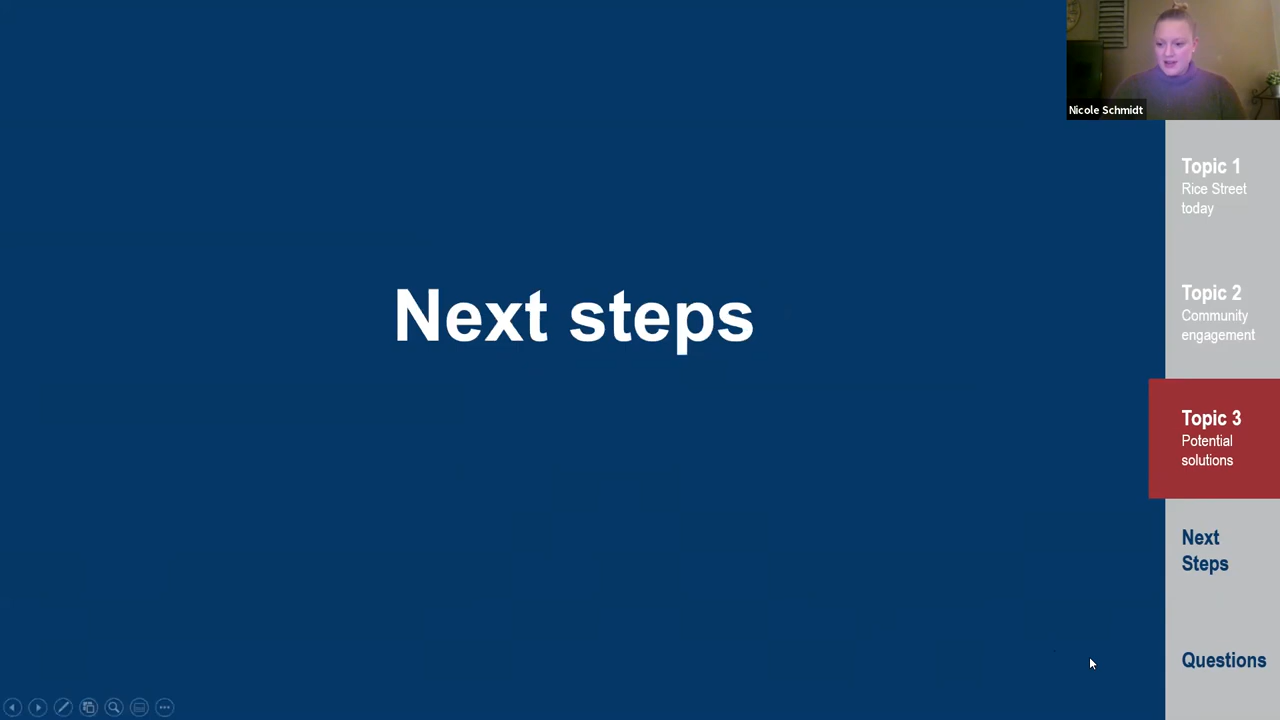 Nicole Schmidt
Next steps
Topic 1
Rice Street
today
Topic 2
Community
engagement
Topic 3
Potential
solutions
Next
Steps
Questions